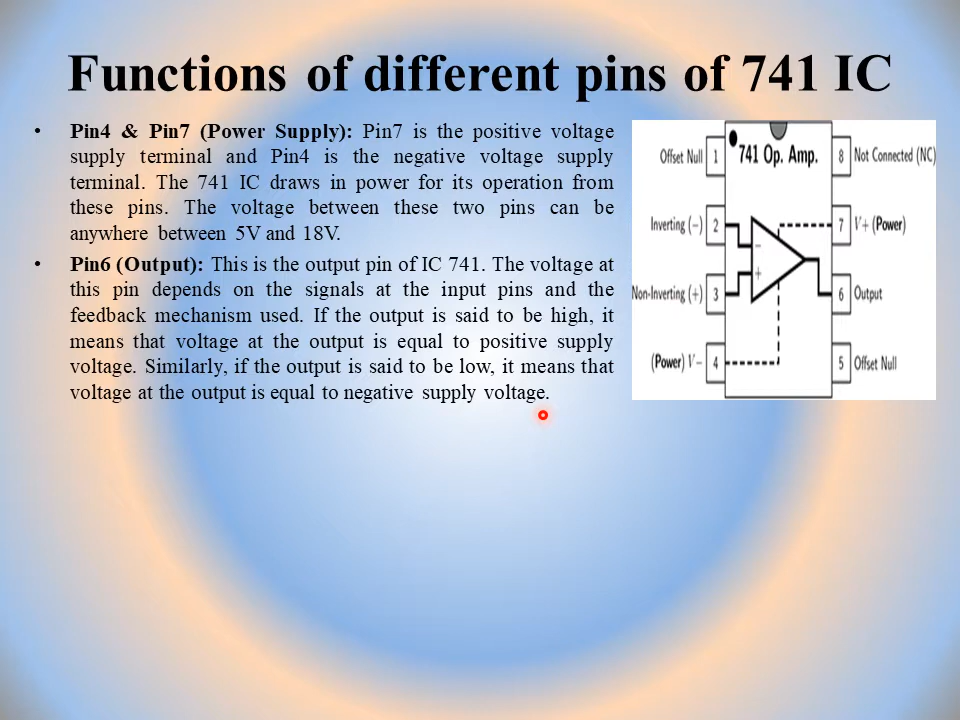 Functions of different pins of 741 IC
• Pin4 & Pin7 (Power Supply): Pin7 is the positive voltage
supply terminal and Pin4 is the negative voltage supply
terminal. The 741 IC draws in power for its operation from
these pins. The voltage between these two pins can be
anywhere between 5V and 18V.
• Pin6 (Output): This is the output pin of IC 741. The voltage at
this pin depends on the signals at the input pins and the
feedback mechanism used. If the output is said to be high, it
means that voltage at the output is equal to positive supply
voltage. Similarly, if the output is said to be low, it means that
voltage at the output is equal to negative supply voltage.
741 Op. Amp.
Offset Null 1
8 Not Connected (NC)
Inverting (−) 2
7 V+ (Power)
−
+
Non-Inverting (+) 3
6 Output
(Power) V− 4
5 Offset Null